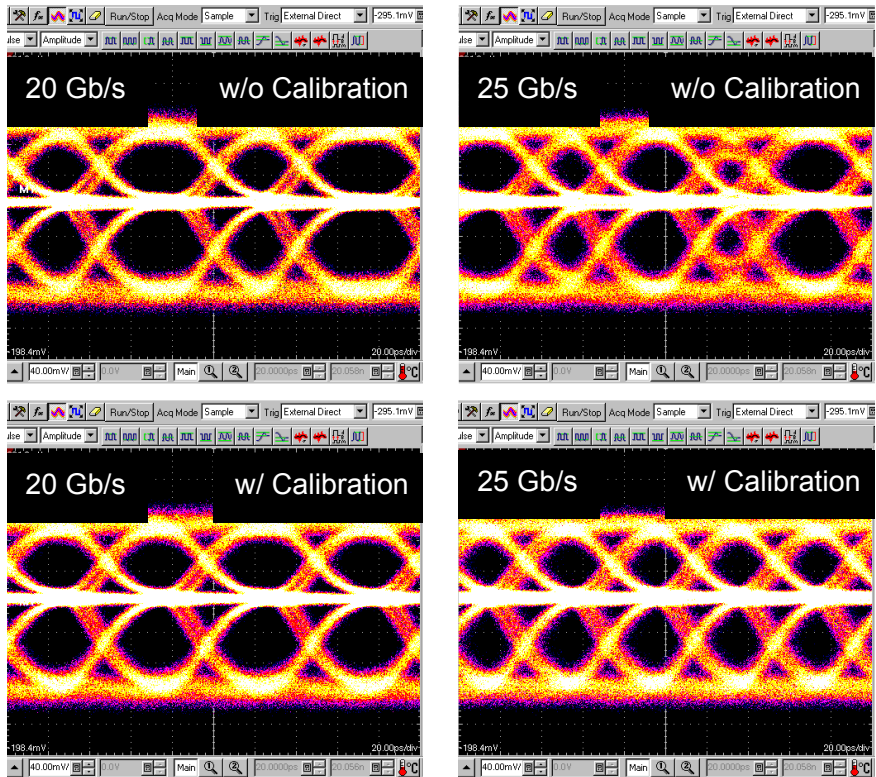 Run/Stop Acq Mode Sample Trig External Direct -295.1mV
ulse Amplitude
20 Gb/s w/o Calibration
-198.4mV 20.00ps/div
40.00mV/ 0.0V Main 20.0000ps 20.058n °C
Run/Stop Acq Mode Sample Trig External Direct -295.1mV
ulse Amplitude
25 Gb/s w/o Calibration
-198.4mV 20.00ps/div
40.00mV/ 0.0V Main 20.0000ps 20.058n °C
Run/Stop Acq Mode Sample Trig External Direct -295.1mV
ulse Amplitude
20 Gb/s w/ Calibration
-198.4mV 20.00ps/div
40.00mV/ 0.0V Main 20.0000ps 20.056n °C
Run/Stop Acq Mode Sample Trig External Direct -295.1mV
ulse Amplitude
25 Gb/s w/ Calibration
-198.4mV 20.00ps/div
40.00mV/ 0.0V Main 20.0000ps 20.058n °C